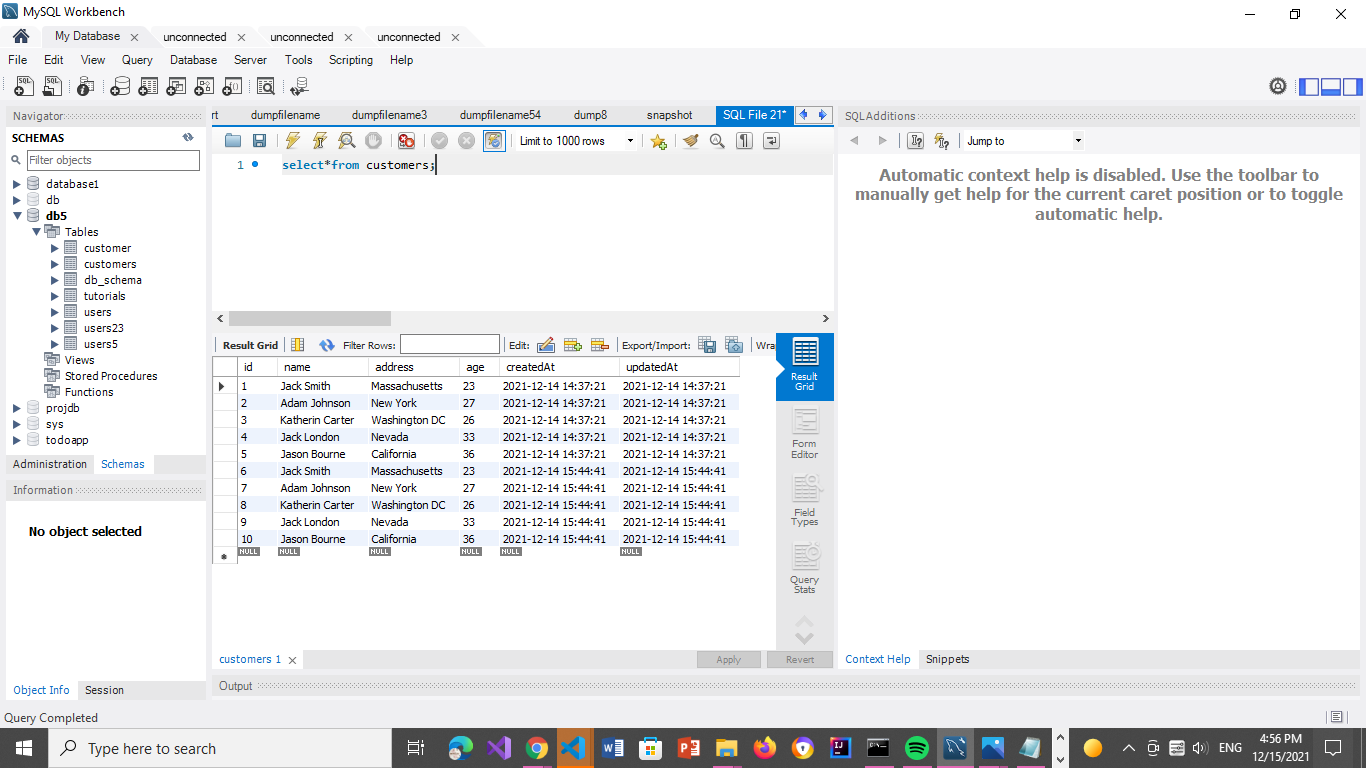 MySQL Workbench
My Database unconnected unconnected unconnected
File Edit View Query Database Server Tools Scripting Help
Navigator
SCHEMAS
Filter objects
database1
db
db5
Tables
customer
customers
db_schema
tutorials
users
users23
users5
Views
Stored Procedures
Functions
projdb
sys
todoapp
Administration Schemas
Information
No object selected
Object Info Session
rt dumpfilename dumpfilename3 dumpfilename54 dump8 snapshot SQL File 21*
Limit to 1000 rows
1 select*from customers;
Result Grid Filter Rows: Edit: Export/Import: Wra
id name address age createdAt updatedAt
1 Jack Smith Massachusetts 23 2021-12-14 14:37:21 2021-12-14 14:37:21
2 Adam Johnson New York 27 2021-12-14 14:37:21 2021-12-14 14:37:21
3 Katherin Carter Washington DC 26 2021-12-14 14:37:21 2021-12-14 14:37:21
4 Jack London Nevada 33 2021-12-14 14:37:21 2021-12-14 14:37:21
5 Jason Bourne California 36 2021-12-14 14:37:21 2021-12-14 14:37:21
6 Jack Smith Massachusetts 23 2021-12-14 15:44:41 2021-12-14 15:44:41
7 Adam Johnson New York 27 2021-12-14 15:44:41 2021-12-14 15:44:41
8 Katherin Carter Washington DC 26 2021-12-14 15:44:41 2021-12-14 15:44:41
9 Jack London Nevada 33 2021-12-14 15:44:41 2021-12-14 15:44:41
10 Jason Bourne California 36 2021-12-14 15:44:41 2021-12-14 15:44:41
NULL NULL NULL NULL NULL NULL
Result
Grid
Form
Editor
Field
Types
Query
Stats
customers 1 Apply Revert
Output
SQLAdditions
Jump to
Automatic context help is disabled. Use the toolbar to
manually get help for the current caret position or to toggle
automatic help.
Context Help Snippets
Query Completed
Type here to search
ENG
4:56 PM
12/15/2021